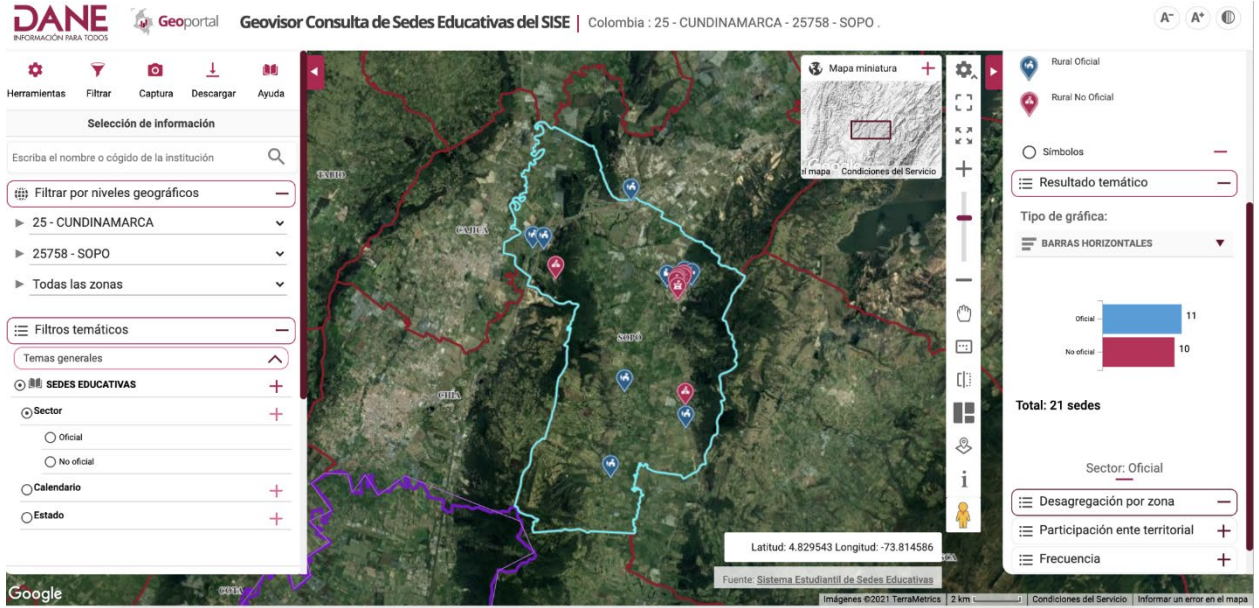 DANE
INFORMACIÓN PARA TODOS
Geoportal
Geovisor Consulta de Sedes Educativas del SISE | Colombia : 25 - CUNDINAMARCA - 25758 - SOPO .
A-
A+
Herramientas
Filtrar
Captura
Descargar
Ayuda
Selección de información
Escriba el nombre o cógido de la institución
Filtrar por niveles geográficos
25 - CUNDINAMARCA
25758 - SOPO
Todas las zonas
Filtros temáticos
Temas generales
SEDES EDUCATIVAS
Sector
Oficial
No oficial
Calendario
Estado
Google
TABIO
CAJICÁ
SOPÓ
CHÍA
COTA
Mapa miniatura
el mapa Condiciones del Servicio
Latitud: 4.829543 Longitud: -73.814586
Fuente: Sistema Estudiantil de Sedes Educativas
Imágenes ©2021 TerraMetrics
2 km
Condiciones del Servicio
Informar un error en el mapa
Rural Oficial
Rural No Oficial
Símbolos
Resultado temático
Tipo de gráfica:
BARRAS HORIZONTALES
Oficial
11
No oficial
10
Total: 21 sedes
Sector: Oficial
Desagregación por zona
Participación ente territorial
Frecuencia